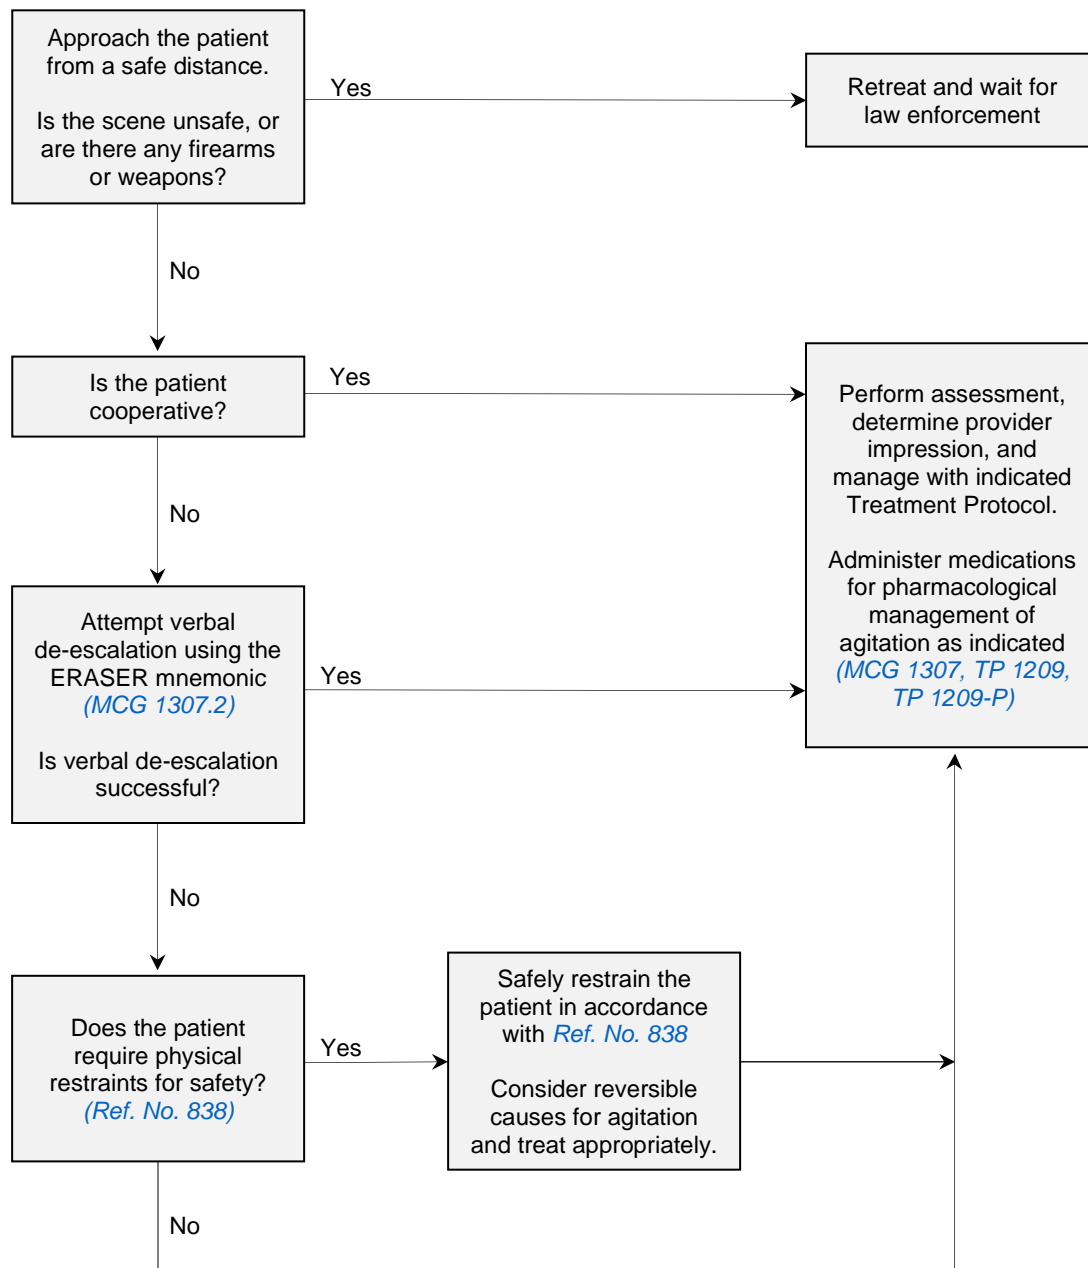 Approach the patient
from a safe distance.
Is the scene unsafe, or
are there any firearms
or weapons?
Yes
Retreat and wait for
law enforcement
No
Is the patient
cooperative?
Yes
Perform assessment,
determine provider
impression, and
manage with indicated
Treatment Protocol.
Administer medications
for pharmacological
management of
agitation as indicated
(MCG 1307, TP 1209,
TP 1209-P)
No
Attempt verbal
de-escalation using the
ERASER mnemonic
(MCG 1307.2)
Is verbal de-escalation
successful?
Yes
No
Does the patient
require physical
restraints for safety?
(Ref. No. 838)
Yes
Safely restrain the
patient in accordance
with Ref. No. 838
Consider reversible
causes for agitation
and treat appropriately.
No